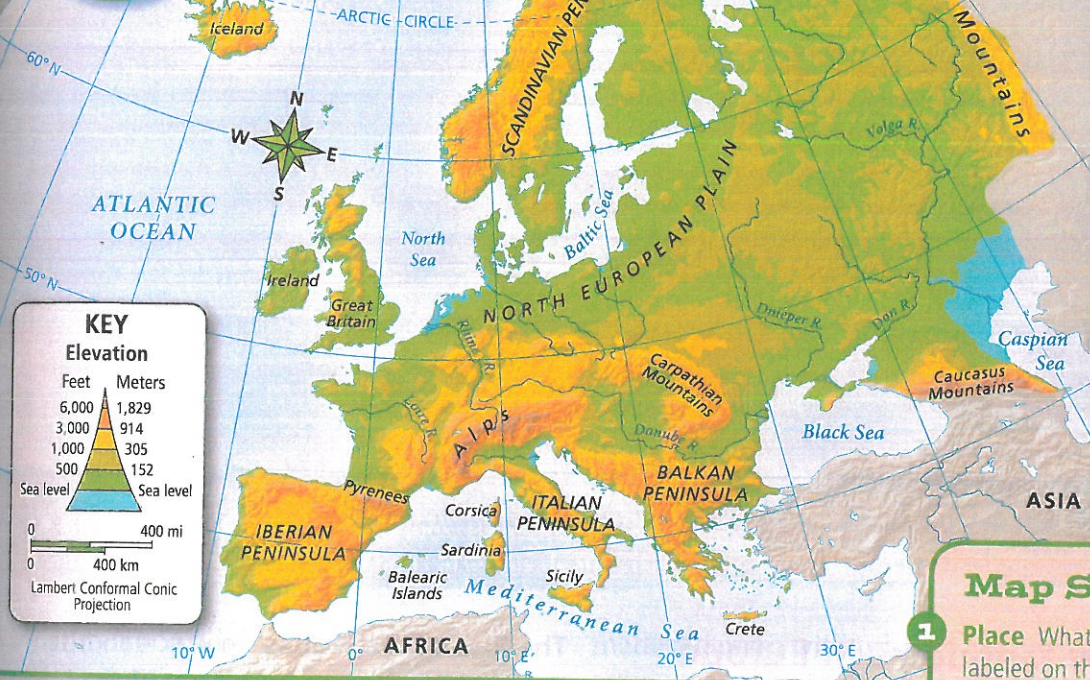 ARCTIC CIRCLE
Iceland
SCANDINAVIAN PEN
Mountains
60°N
N
W
E
S
Volga R.
ATLANTIC
OCEAN
North
Sea
Baltic Sea
NORTH EUROPEAN PLAIN
50°N
Ireland
Great
Britain
Rhine R.
Dnieper R.
Don R.
Caspian
Sea
Carpathian
Mountains
Caucasus
Mountains
Loire R.
Alps
Danube R.
Black Sea
BALKAN
PENINSULA
Pyrenees
Corsica
ITALIAN
PENINSULA
ASIA
IBERIAN
PENINSULA
Sardinia
Balearic
Islands
Sicily
Mediterranean Sea
Crete
AFRICA
10°W
0°
10°E
20°E
30°E
KEY
Elevation
Feet Meters
6,000 1,829
3,000 914
1,000 305
500 152
Sea level Sea level
0 400 mi
0 400 km
Lambert Conformal Conic
Projection
Map S
1 Place What
labeled on th